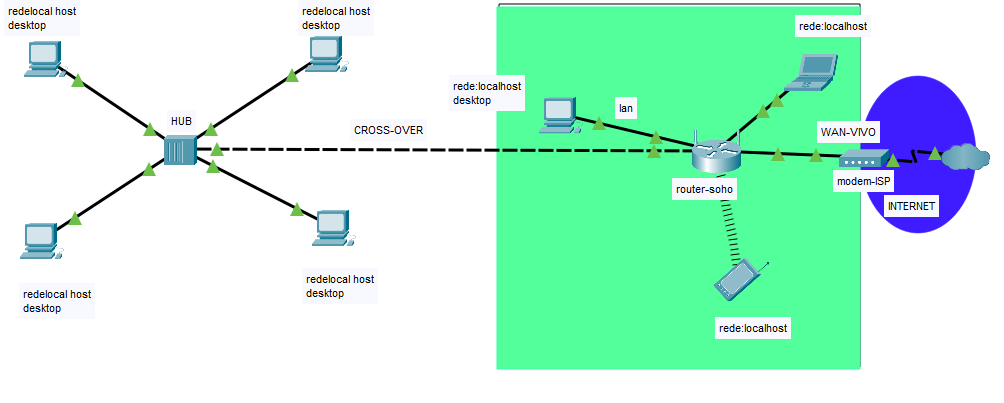 redelocal host
desktop
redelocal host
desktop
HUB
CROSS-OVER
redelocal host
desktop
redelocal host
desktop
rede:localhost
desktop
lan
rede:localhost
WAN-VIVO
modem-ISP
router-soho
INTERNET
rede:localhost